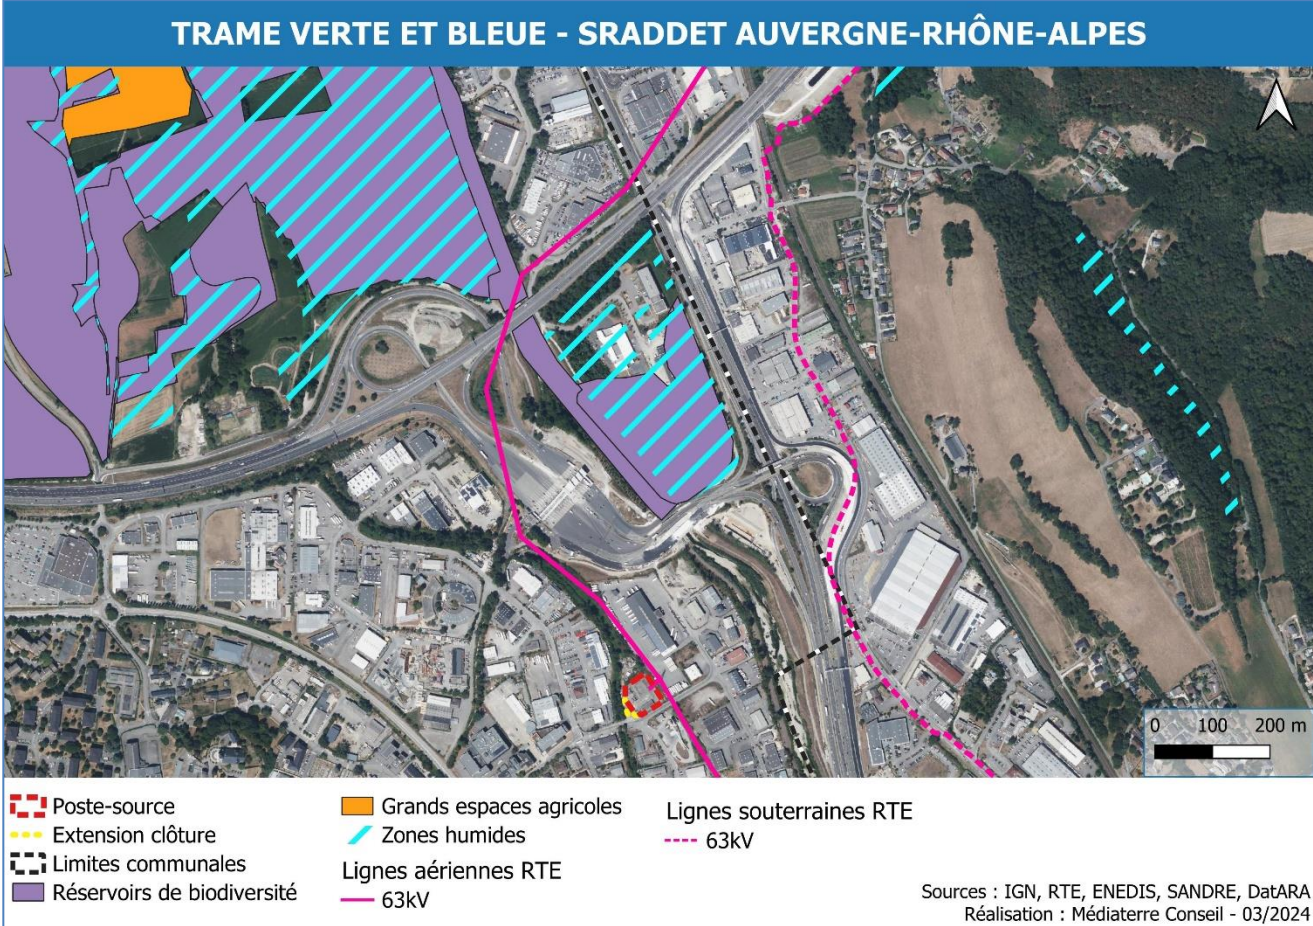 TRAME VERTE ET BLEUE - SRADDET AUVERGNE-RHÔNE-ALPES
0 100 200 m
Poste-source
Extension clôture
Limites communales
Réservoirs de biodiversité
Grands espaces agricoles
Zones humides
Lignes aériennes RTE
63kV
Lignes souterraines RTE
63kV
Sources : IGN, RTE, ENEDIS, SANDRE, DatARA
Réalisation : Médiaterre Conseil - 03/2024